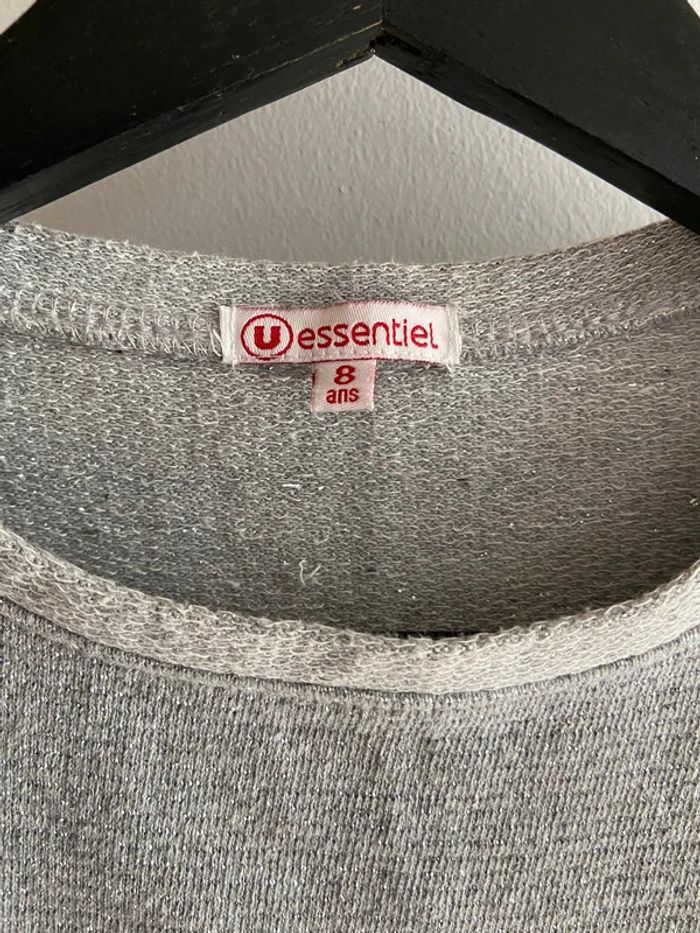 U essentiel
8
ans